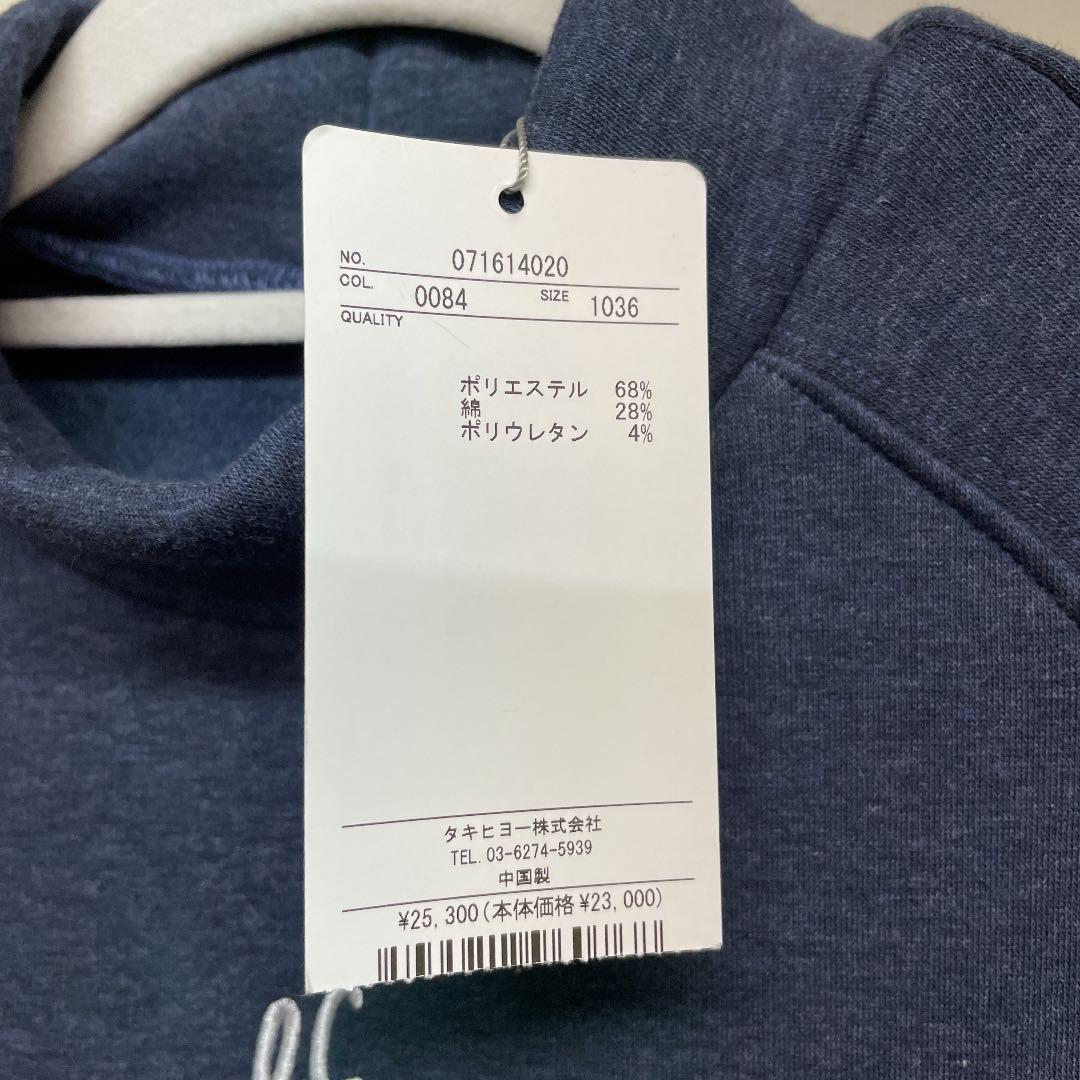 NO. 071614020
COL. 0084 SIZE 1036
QUALITY
ポリエステル 68%
綿 28%
ポリウレタン 4%
タキヒヨー株式会社
TEL. 03-6274-5939
中国製
¥25,300(本体価格¥23,000)